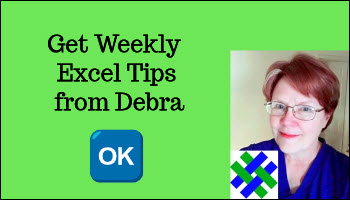 Get Weekly
Excel Tips
from Debra
OK